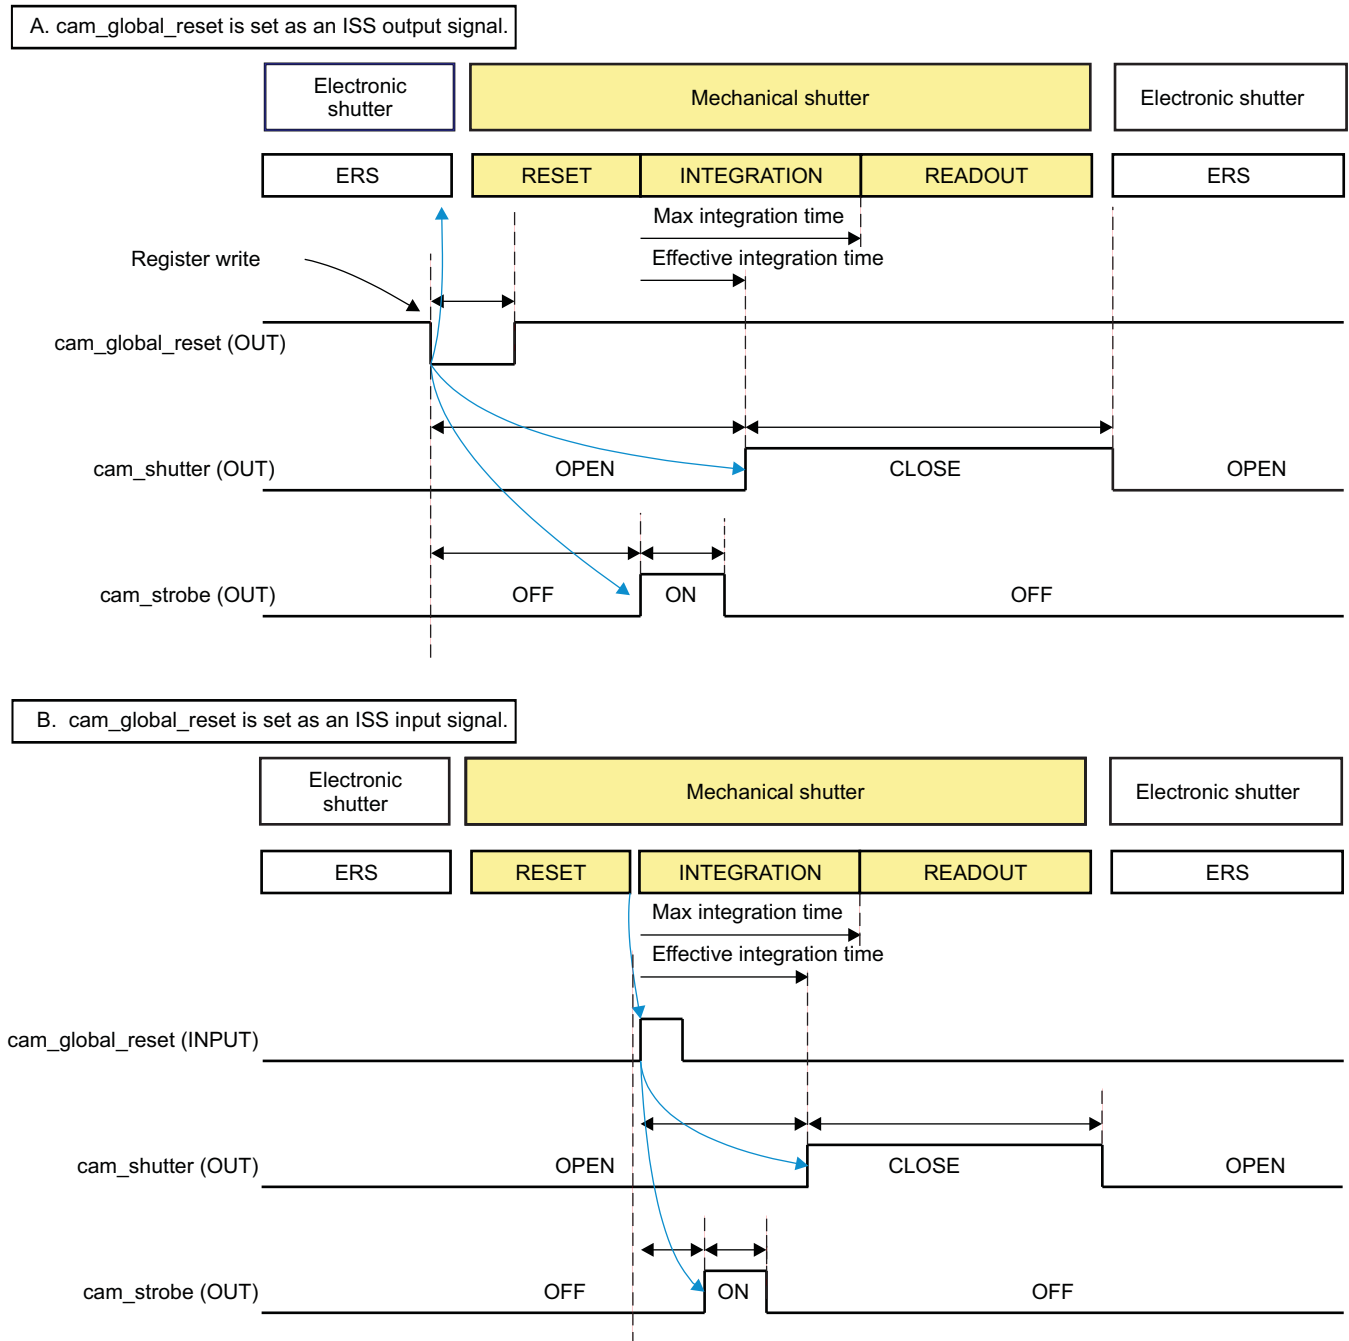 A. cam_global_reset is set as an ISS output signal.
Electronic
shutter
Mechanical shutter
Electronic shutter
ERS
RESET
INTEGRATION
READOUT
ERS
Max integration time
Register write
Effective integration time
cam_global_reset (OUT)
cam_shutter (OUT)
OPEN
CLOSE
OPEN
cam_strobe (OUT)
OFF
ON
OFF
B. cam_global_reset is set as an ISS input signal.
Electronic
shutter
Mechanical shutter
Electronic shutter
ERS
RESET
INTEGRATION
READOUT
ERS
Max integration time
Effective integration time
cam_global_reset (INPUT)
cam_shutter (OUT)
OPEN
CLOSE
OPEN
cam_strobe (OUT)
OFF
ON
OFF